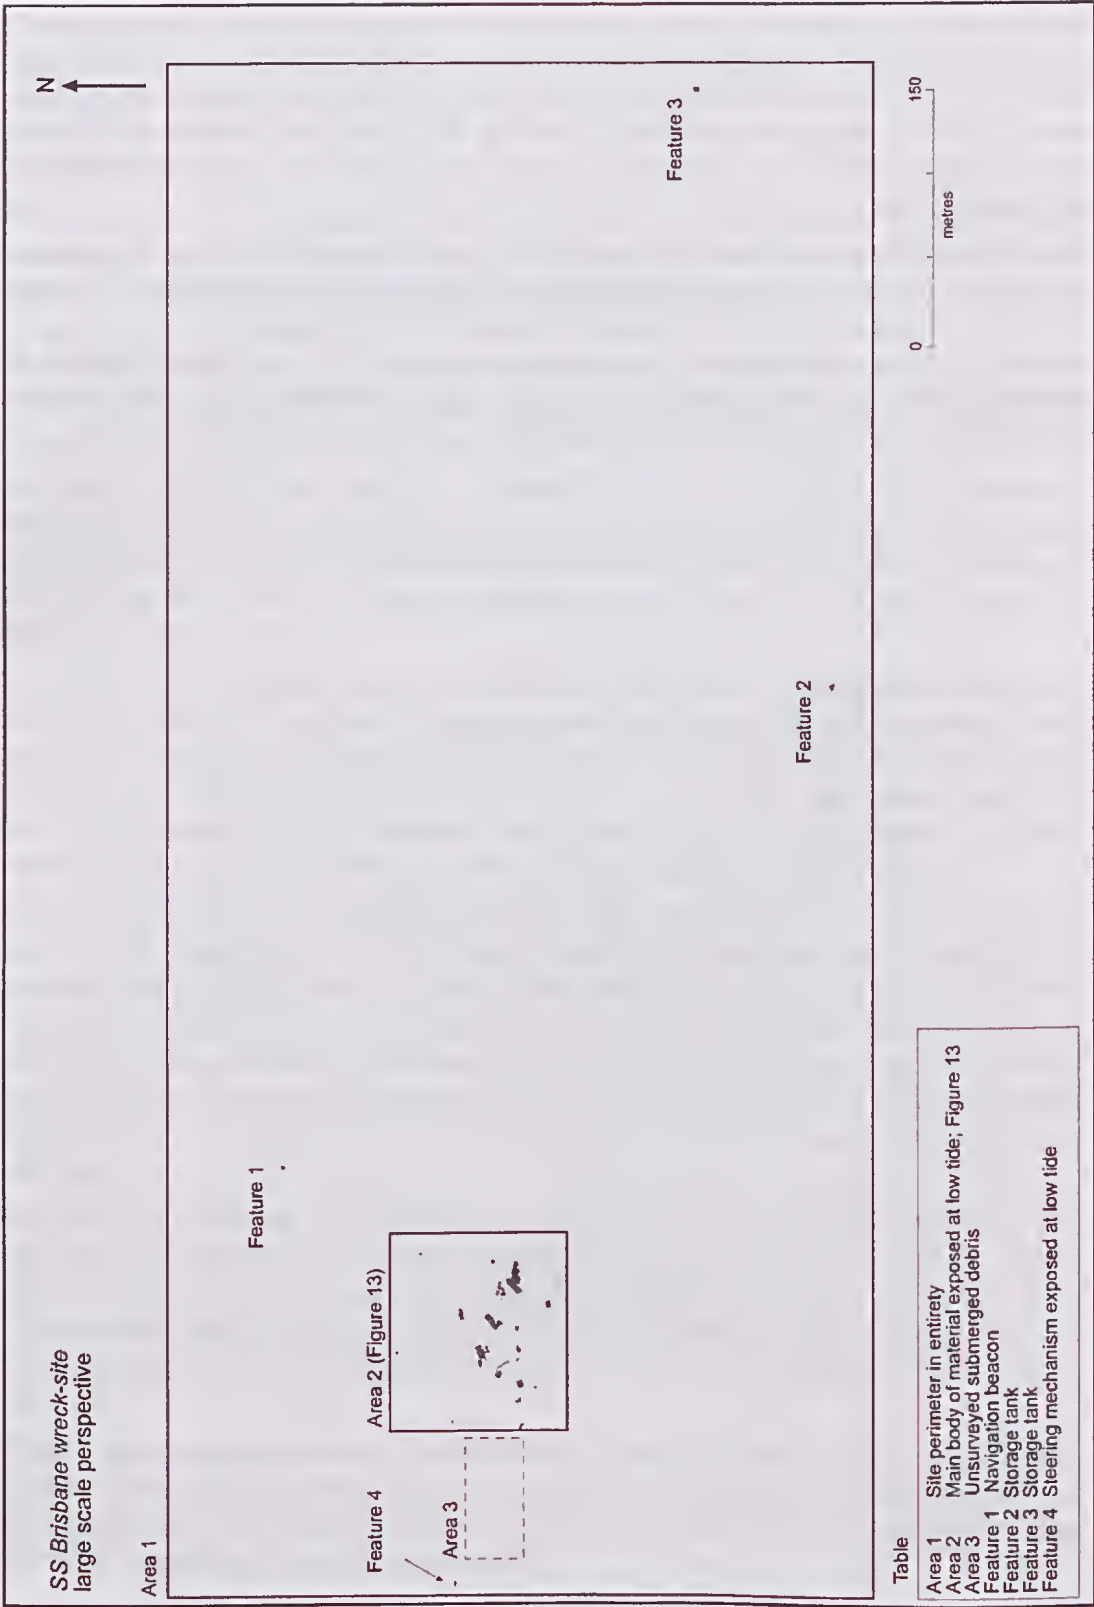 SS Brisbane wreck-site
large scale perspective
N
Area 1
Feature 1
Feature 4
Area 2 (Figure 13)
Area 3
Feature 3
Feature 2
Table
Area 1 Site perimeter in entirety
Area 2 Main body of material exposed at low tide; Figure 13
Area 3 Unsurveyed submerged debris
Feature 1 Navigation beacon
Feature 2 Storage tank
Feature 3 Storage tank
Feature 4 Steering mechanism exposed at low tide
0
150
metres